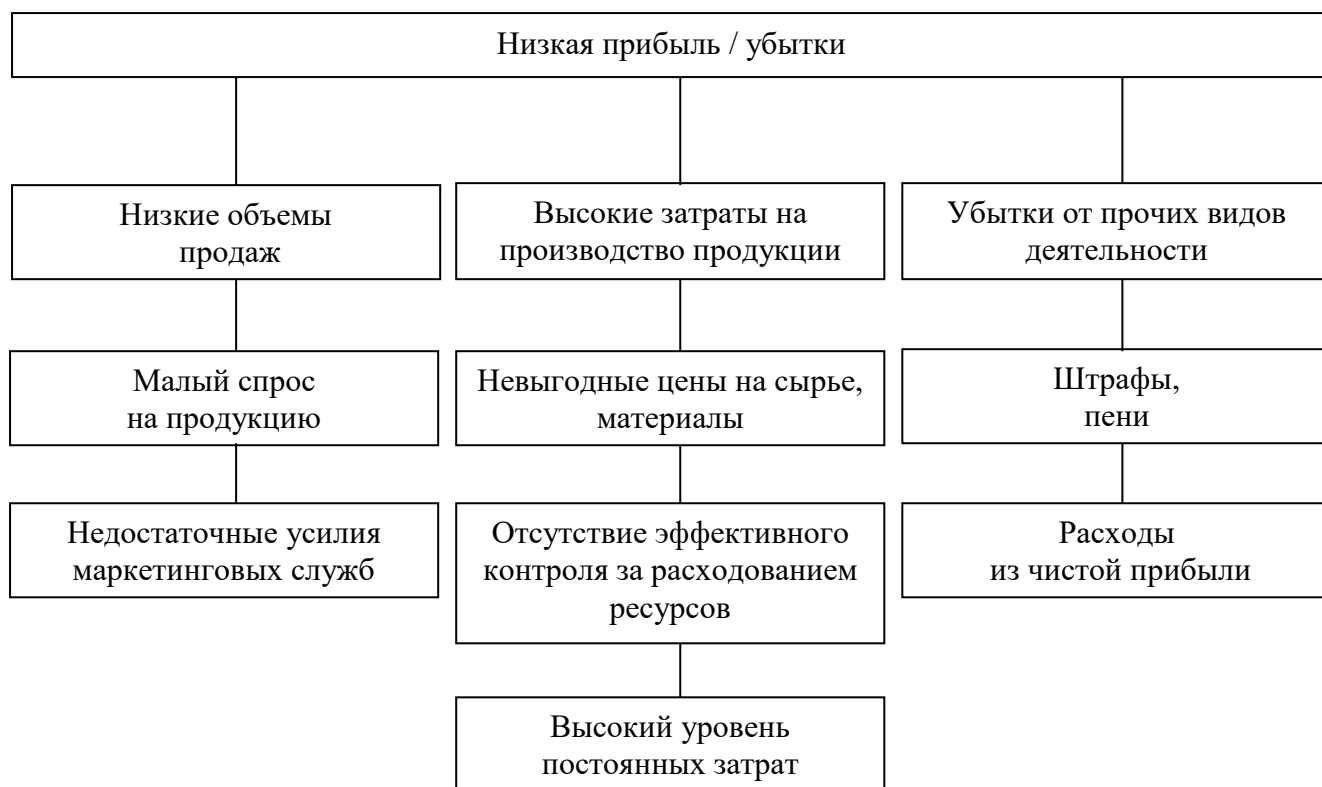 Низкая прибыль / убытки
Низкие объемы
продаж
Высокие затраты на
производство продукции
Убытки от прочих видов
деятельности
Малый спрос
на продукцию
Невыгодные цены на сырье,
материалы
Штрафы,
пени
Недостаточные усилия
маркетинговых служб
Отсутствие эффективного
контроля за расходованием
ресурсов
Расходы
из чистой прибыли
Высокий уровень
постоянных затрат